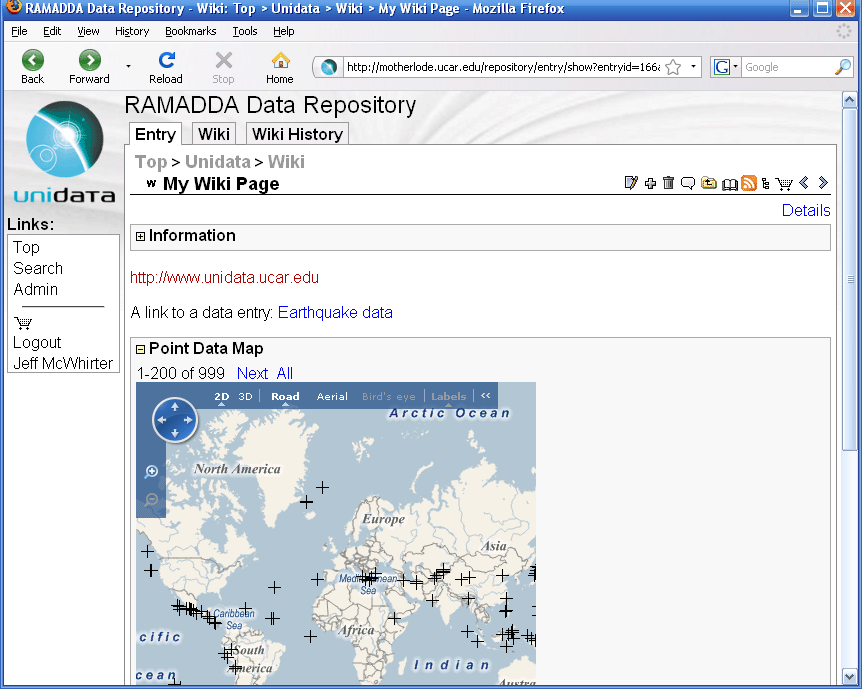 RAMADDA Data Repository - Wiki: Top > Unidata > Wiki > My Wiki Page - Mozilla Firefox
File Edit View History Bookmarks Tools Help
Back Forward Reload Stop Home
http://motherlode.ucar.edu/repository/entry/show?entryid=166a
G Google
unidata
RAMADDA Data Repository
Entry Wiki Wiki History
Top > Unidata > Wiki
w My Wiki Page
Details
Links:
Top
Search
Admin
Logout
Jeff McWhirter
Information
http://www.unidata.ucar.edu
A link to a data entry: Earthquake data
Point Data Map
1-200 of 999 Next All
2D 3D Road Aerial Bird's eye Labels «
Arctic Ocean
North America
Europe
Asia
Mediterranean
Sea
Caribbean
Sea
Africa
cific
South
America
Indian
cean
Austra